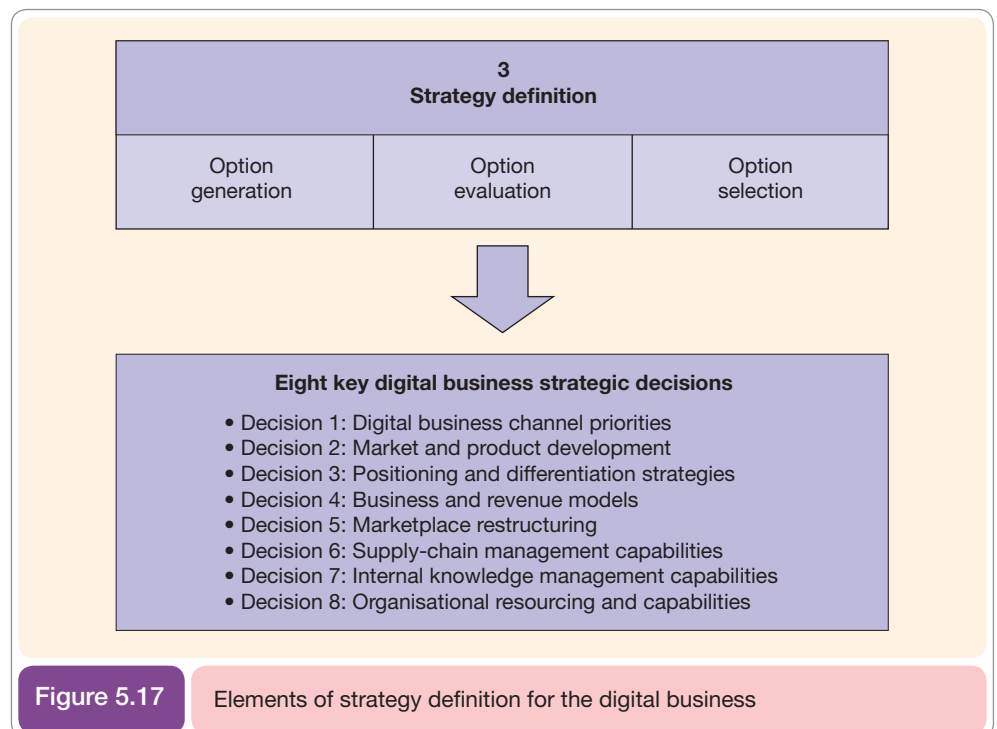 3
Strategy definition
Option
generation
Option
evaluation
Option
selection
Eight key digital business strategic decisions
• Decision 1: Digital business channel priorities
• Decision 2: Market and product development
• Decision 3: Positioning and differentiation strategies
• Decision 4: Business and revenue models
• Decision 5: Marketplace restructuring
• Decision 6: Supply-chain management capabilities
• Decision 7: Internal knowledge management capabilities
• Decision 8: Organisational resourcing and capabilities
Figure 5.17
Elements of strategy definition for the digital business